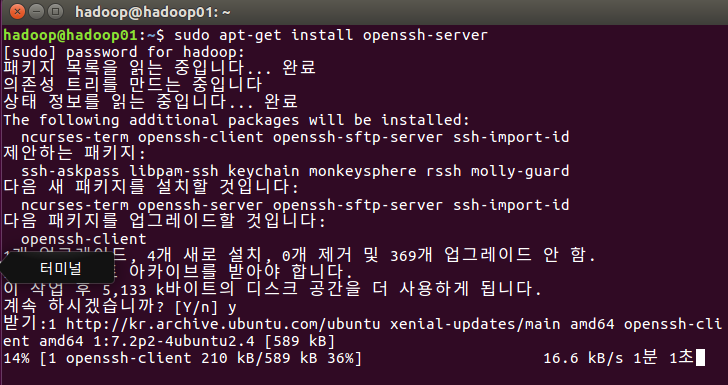 hadoop@hadoop01: ~
hadoop@hadoop01:~$ sudo apt-get install openssh-server
[sudo] password for hadoop:
패키지 목록을 읽는 중입니다... 완료
의존성 트리를 만드는 중입니다
상태 정보를 읽는 중입니다... 완료
The following additional packages will be installed:
  ncurses-term openssh-client openssh-sftp-server ssh-import-id
제안하는 패키지:
  ssh-askpass libpam-ssh keychain monkeysphere rssh molly-guard
다음 새 패키지를 설치할 것입니다:
  ncurses-term openssh-server openssh-sftp-server ssh-import-id
다음 패키지를 업그레이드할 것입니다:
  openssh-client
1개 업그레이드, 4개 새로 설치, 0개 제거 및 369개 업그레이드 안 함.
터미널
아카이브를 받아야 합니다.
이 작업 후 5,133 k바이트의 디스크 공간을 더 사용하게 됩니다.
계속 하시겠습니까? [Y/n] y
받기:1 http://kr.archive.ubuntu.com/ubuntu xenial-updates/main amd64 openssh-cli
ent amd64 1:7.2p2-4ubuntu2.4 [589 kB]
14% [1 openssh-client 210 kB/589 kB 36%] 16.6 kB/s 1분 1초